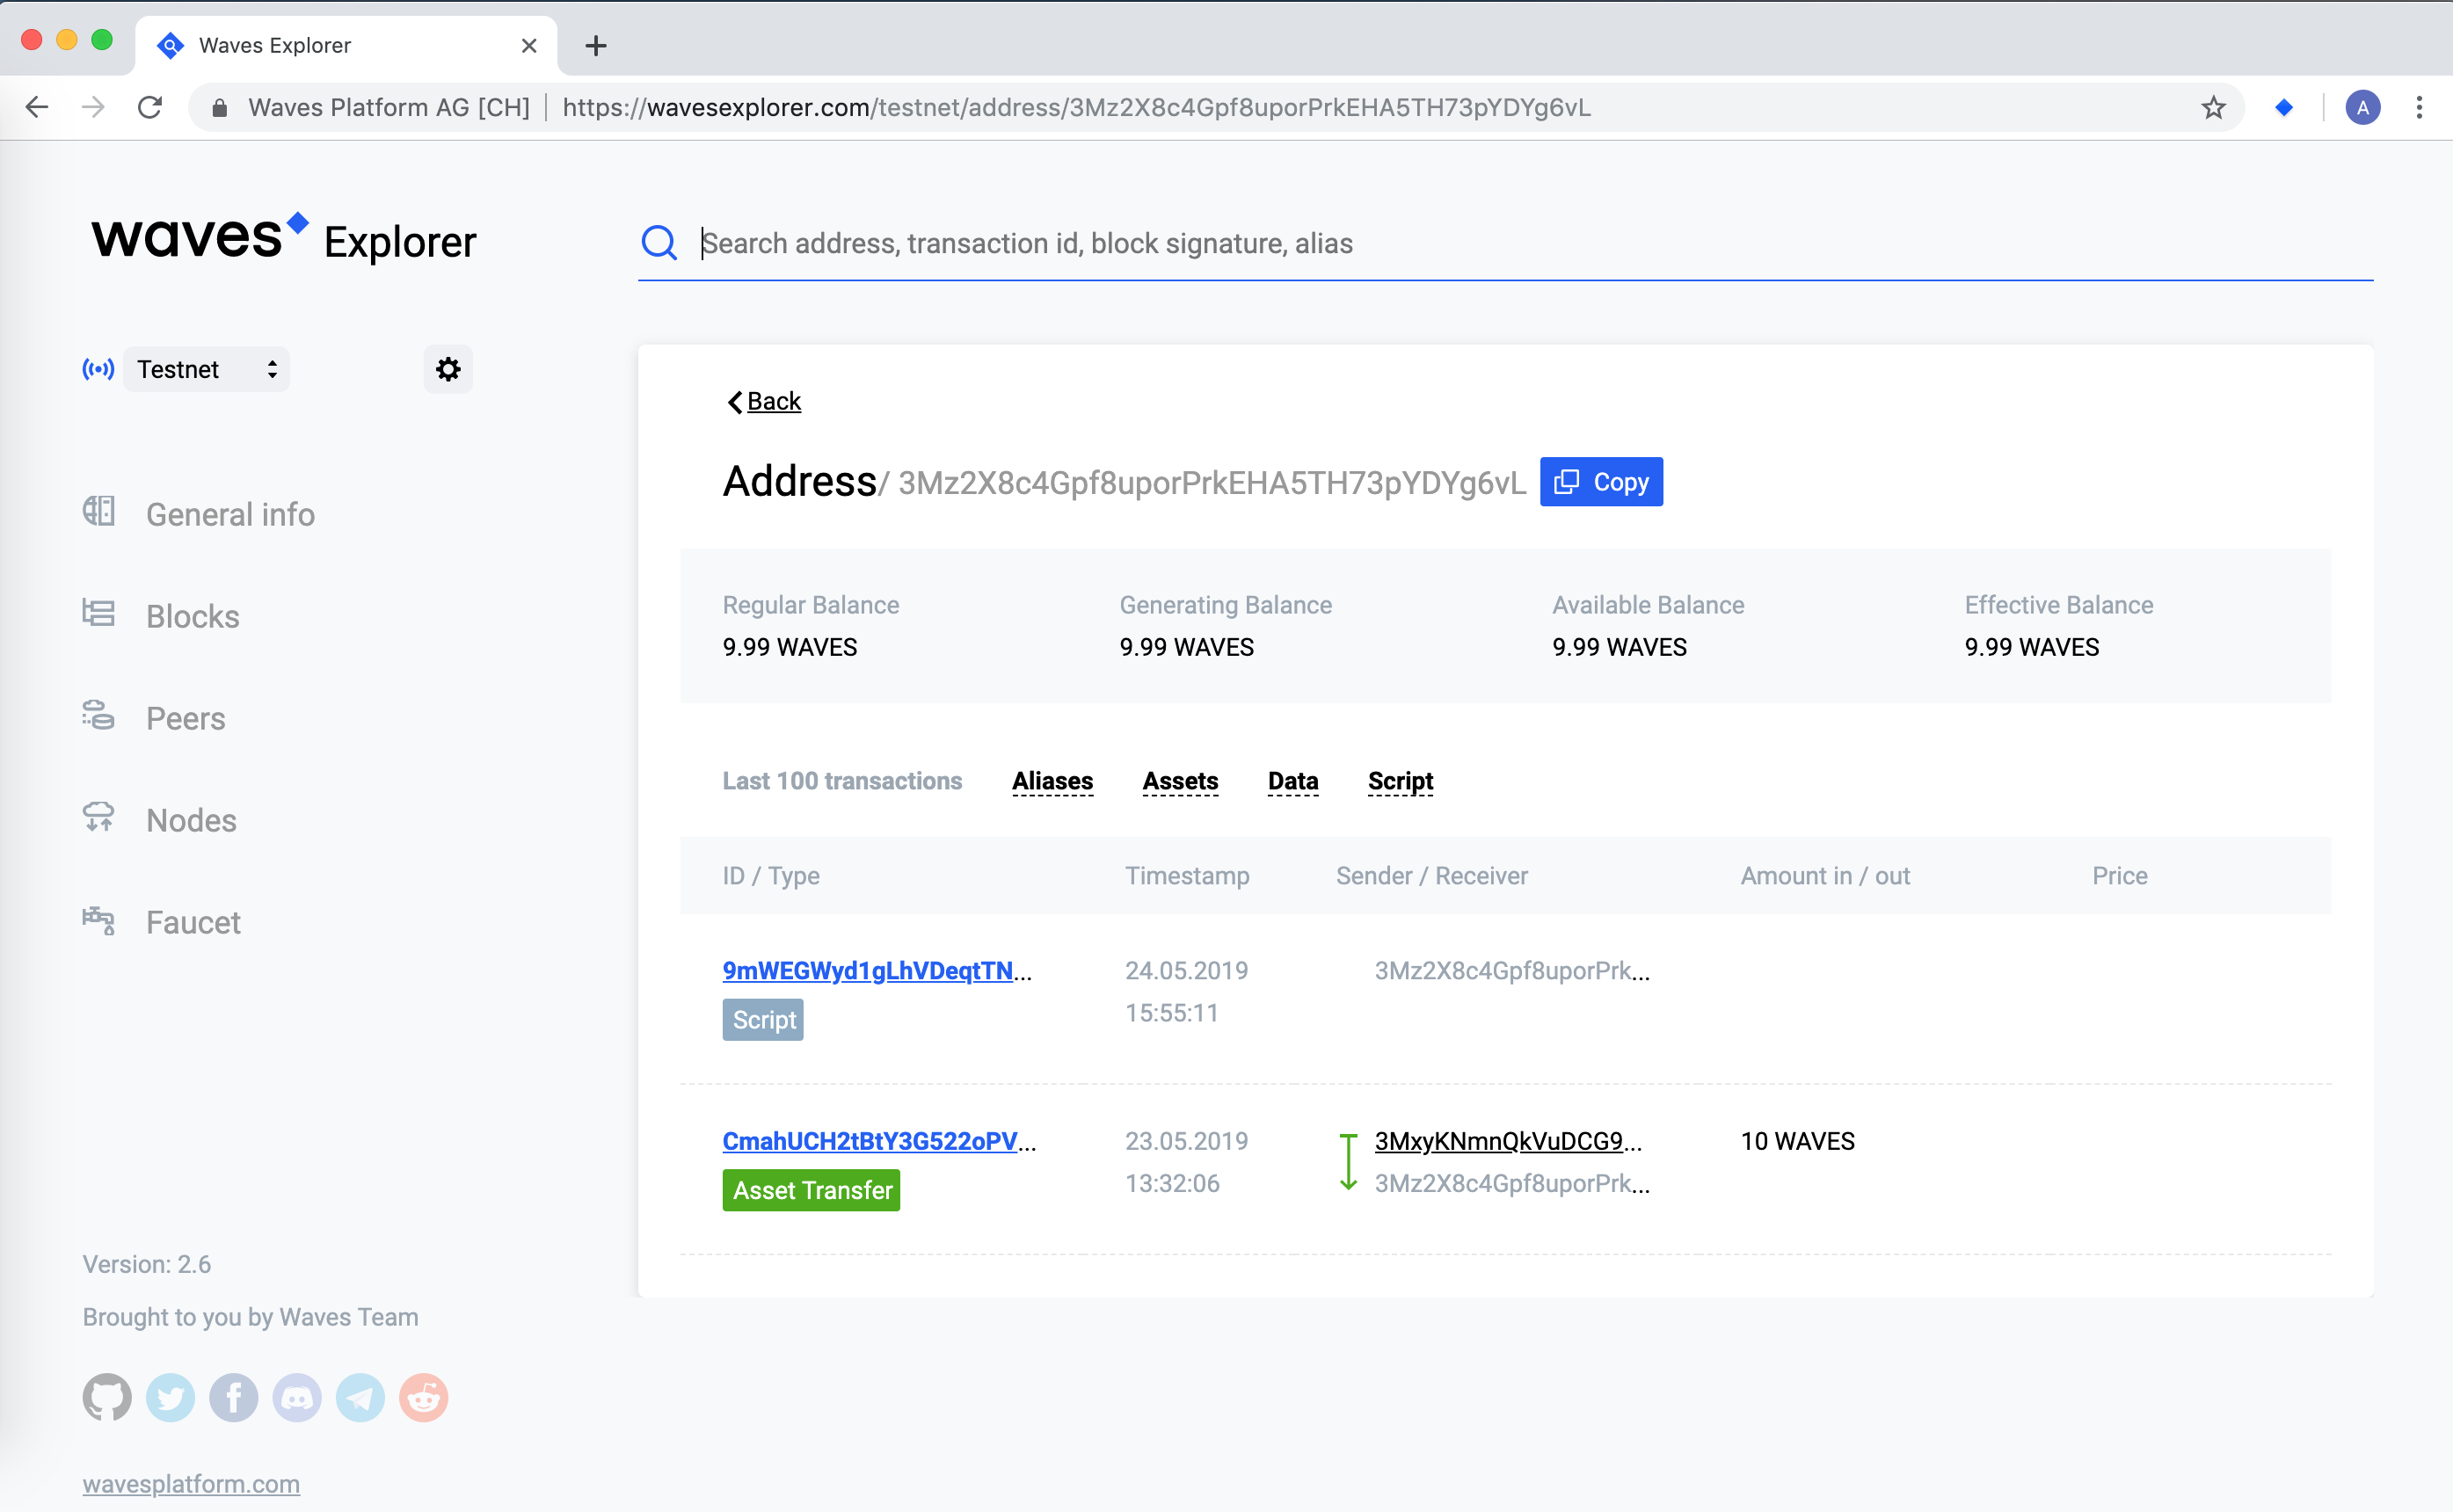 Waves Explorer
Waves Platform AG [CH] https://wavesexplorer.com/testnet/address/3Mz2X8c4Gpf8uporPrkEHA5TH73pYDYg6vL
A
waves Explorer
Search address, transaction id, block signature, alias
Testnet
General info
Blocks
Peers
Nodes
Faucet
Version: 2.6
Brought to you by Waves Team
wavesplatform.com
Back
Address/ 3Mz2X8c4Gpf8uporPrkEHA5TH73pYDYg6vL Copy
Regular Balance Generating Balance Available Balance Effective Balance
9.99 WAVES 9.99 WAVES 9.99 WAVES 9.99 WAVES
Last 100 transactions Aliases Assets Data Script
ID / Type Timestamp Sender / Receiver Amount in / out Price
9mWEGWyd1gLhVDeqtTN... 24.05.2019 3Mz2X8c4Gpf8uporPrk...
Script 15:55:11
CmahUCH2tBtY3G522oPV... 23.05.2019 3MxyKNmnQkVuDCG9... 10 WAVES
Asset Transfer 13:32:06 3Mz2X8c4Gpf8uporPrk...